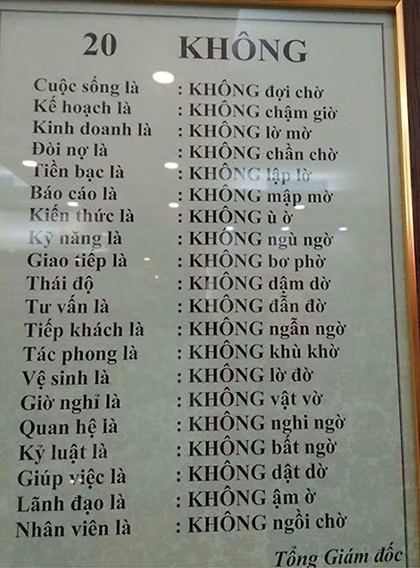 20 KHÔNG
Cuộc sống là : KHÔNG đợi chờ
Kế hoạch là : KHÔNG chậm giờ
Kinh doanh là : KHÔNG lờ mờ
Đòi nợ là : KHÔNG chần chờ
Tiền bạc là : KHÔNG lập lờ
Báo cáo là : KHÔNG mập mờ
Kiến thức là : KHÔNG ù ờ
Kỹ năng là : KHÔNG ngù ngờ
Giao tiếp là : KHÔNG bơ phờ
Thái độ : KHÔNG dậm dờ
Tư vấn là : KHÔNG đẫn đờ
Tiếp khách là : KHÔNG ngẩn ngờ
Tác phong là : KHÔNG khù khờ
Vệ sinh là : KHÔNG lờ đờ
Giờ nghỉ là : KHÔNG vật vờ
Quan hệ là : KHÔNG nghi ngờ
Kỷ luật là : KHÔNG bất ngờ
Giúp việc là : KHÔNG dật dờ
Lãnh đạo là : KHÔNG ậm ờ
Nhân viên là : KHÔNG ngồi chờ
Tổng Giám đốc